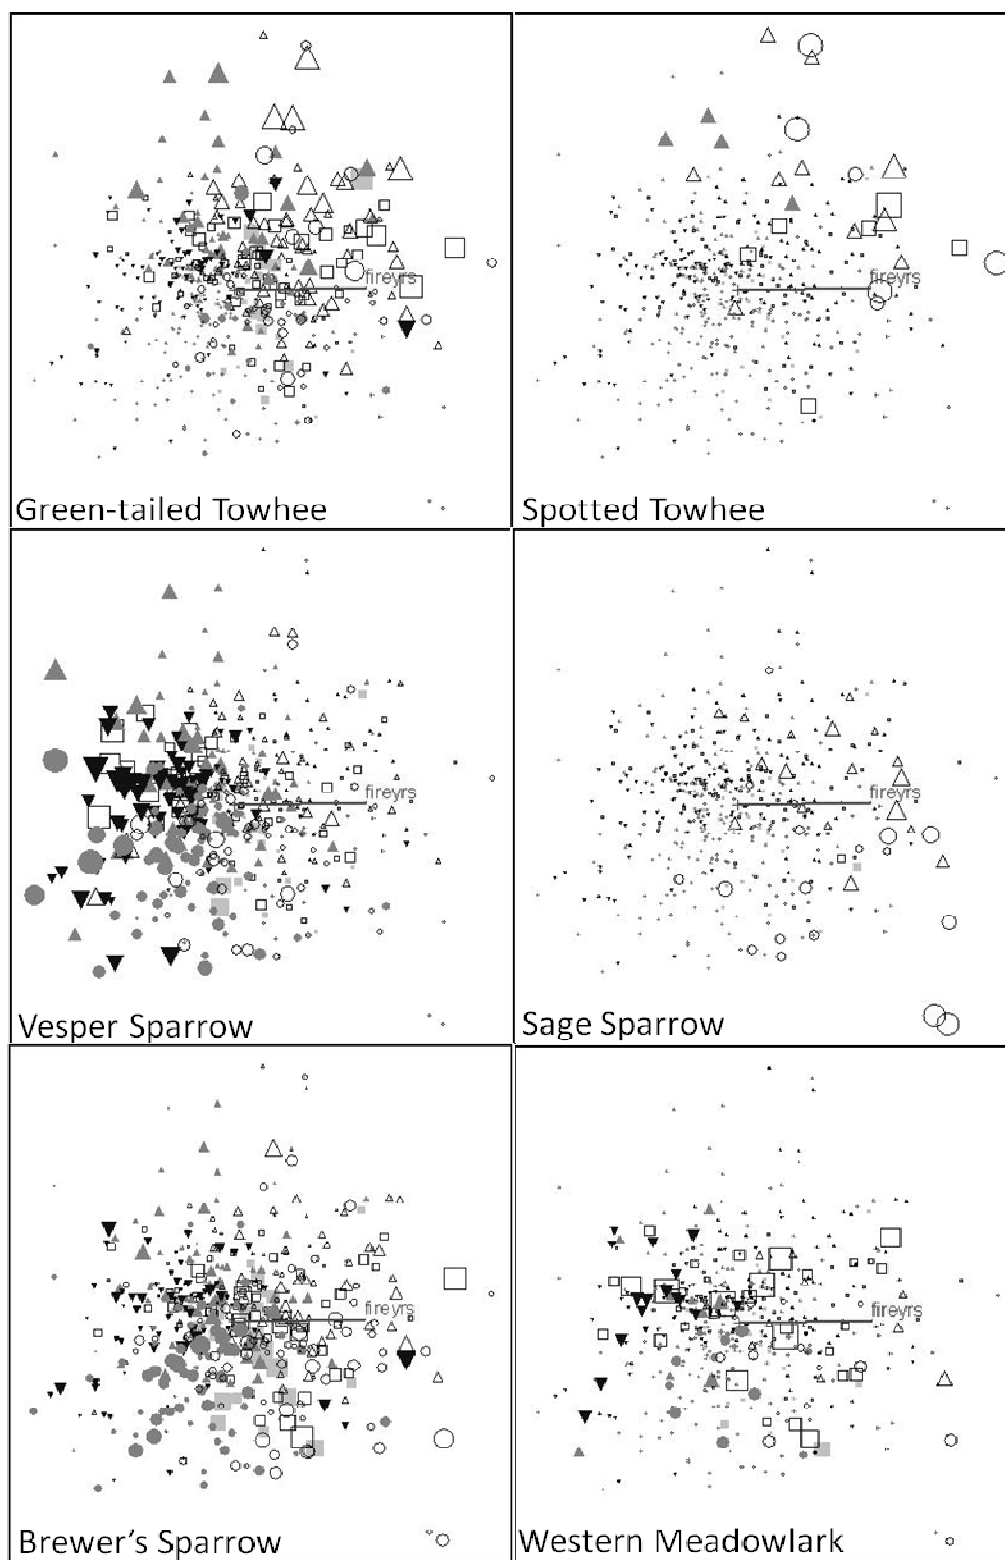 fireyrs
fireyrs
Green-tailed Towhee
Spotted Towhee
fireyrs
fireyrs
Vesper Sparrow
Sage Sparrow
fireyrs
fireyrs
Brewer's Sparrow
Western Meadowlark